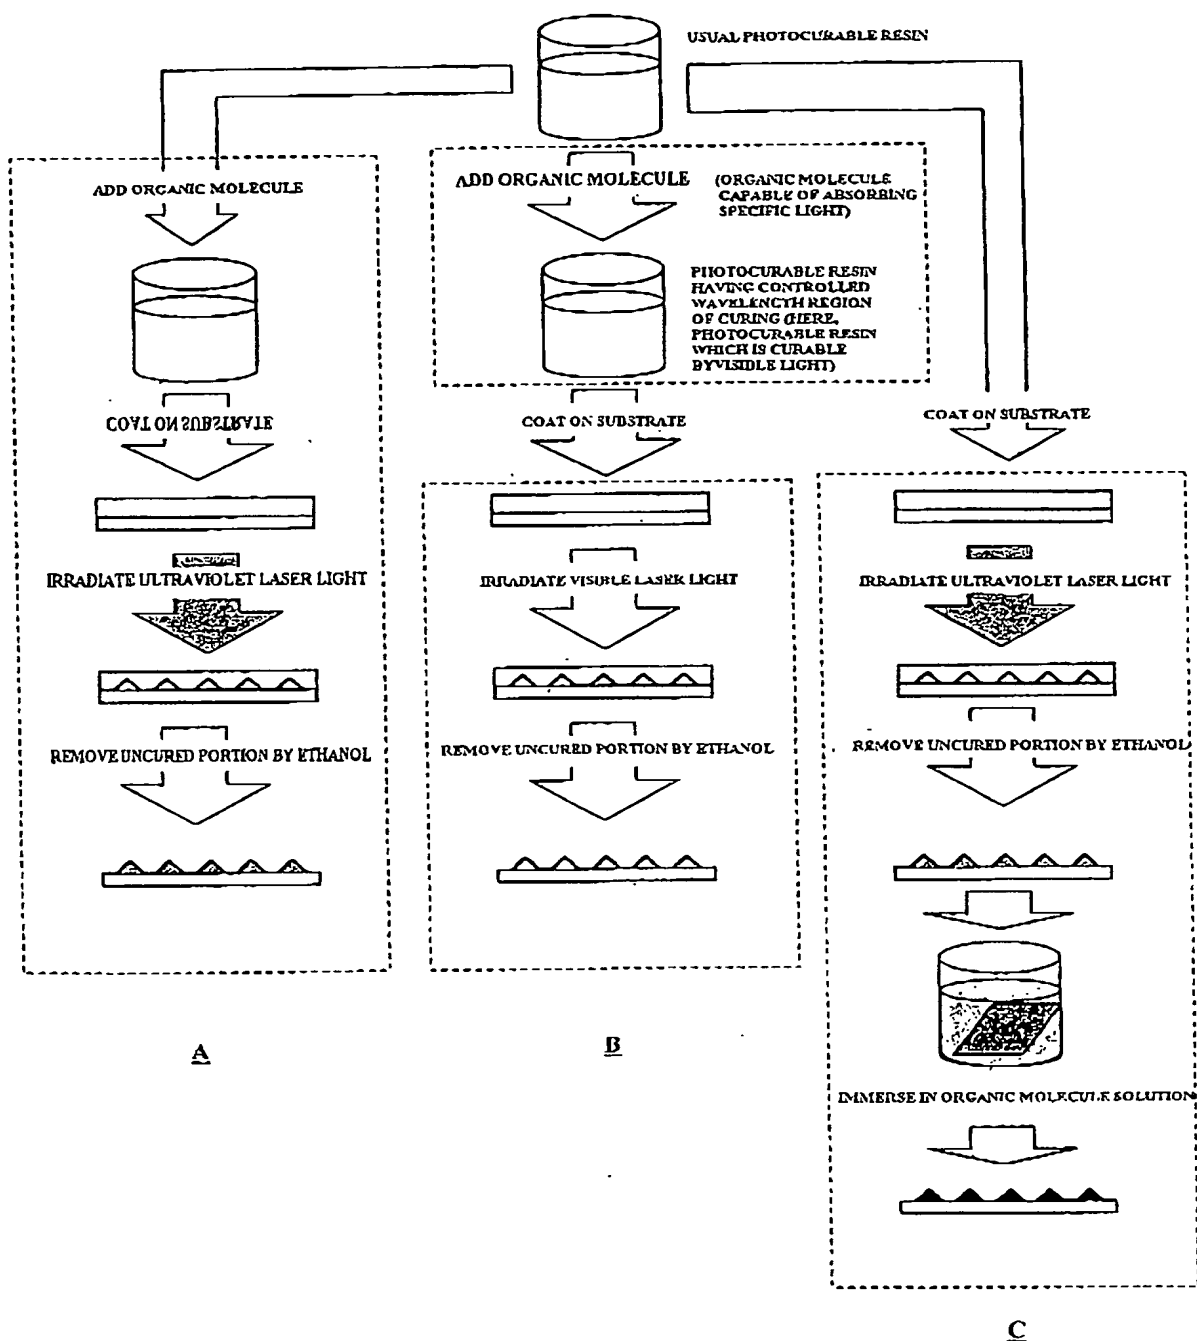 USUAL PHOTOCURABLE RESIN
ADD ORGANIC MOLECULE
COAT ON SUBSTRATE
IRRADIATE ULTRAVIOLET LASER LIGHT
REMOVE UNCURED PORTION BY ETHANOL
A
ADD ORGANIC MOLECULE
(ORGANIC MOLECULE
CAPABLE OF ABSORBING
SPECIFIC LIGHT)
PHOTOCURABLE RESIN
HAVING CONTROLLED
WAVELENGTH REGION
OF CURING (HERE,
PHOTOCURABLE RESIN
WHICH IS CURABLE
BYVISIBLE LIGHT)
COAT ON SUBSTRATE
IRRADIATE VISIBLE LASER LIGHT
REMOVE UNCURED PORTION BY ETHANOL
B
COAT ON SUBSTRATE
IRRADIATE ULTRAVIOLET LASER LIGHT
REMOVE UNCURED PORTION BY ETHANOL
IMMERSE IN ORGANIC MOLECULE SOLUTION
C